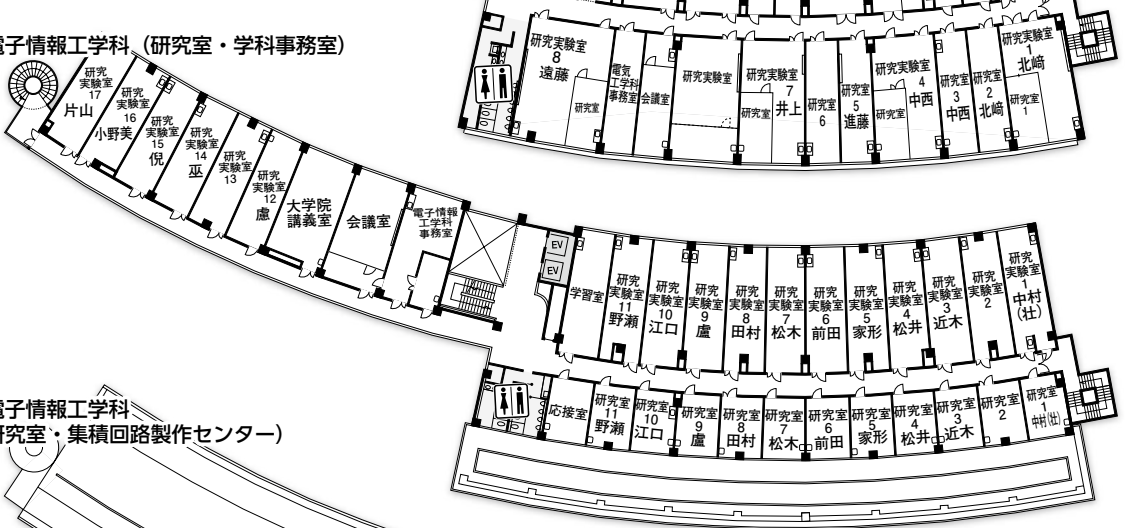 電子情報工学科（研究室・学科事務室）
研究実験室
8
遠藤
研究室
電気
工学科
事務室
会議室
研究実験室
研究実験室
7
井上
研究室
研究室
6
研究室
5
進藤
研究実験室
4
中西
研究室
研究室
3
中西
研究室
2
北﨑
研究実験室
1
北﨑
研究室
1
研究
実験室
17
片山
研究
実験室
16
小野美
研究
実験室
15
倪
研究
実験室
14
巫
研究
実験室
13
研究
実験室
12
盧
大学院
講義室
会議室
電子情報
工学科
事務室
EV
EV
学習室
研究
実験室
11
野瀬
研究
実験室
10
江口
研究
実験室
9
盧
研究
実験室
8
田村
研究
実験室
7
松木
研究
実験室
6
前田
研究
実験室
5
家形
研究
実験室
4
松井
研究
実験室
3
近木
研究
実験室
2
研究
実験室
1
中村
（壮）
応接室
研究室
11
野瀬
研究室
10
江口
研究室
9
盧
研究室
8
田村
研究室
7
松木
研究室
6
前田
研究室
5
家形
研究室
4
松井
研究室
3
近木
研究室
2
研究室
1
中村（壮）
電子情報工学科
研究室・集積回路製作センター）